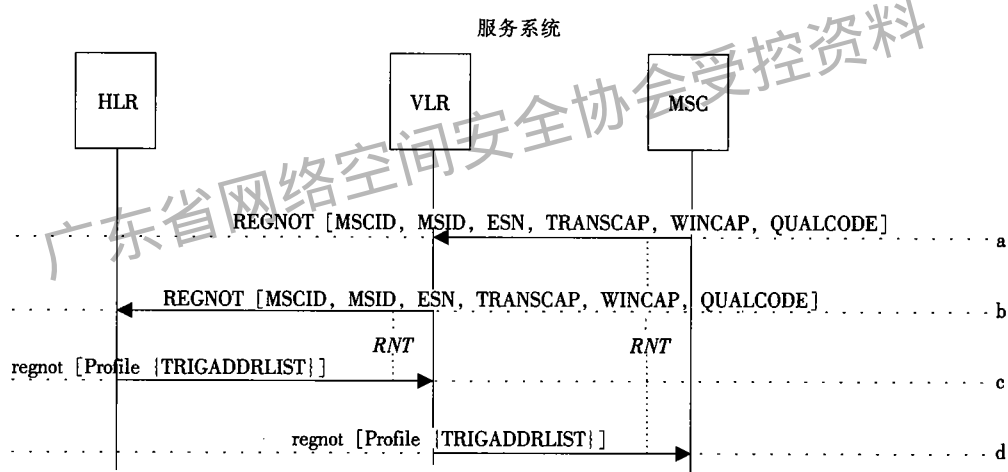 服务系统
HLR
VLR
MSC
广东省网络空间安全协会受控资料
REGNOT [MSCID, MSID, ESN, TRANSCAP, WINCAP, QUALCODE]
a
REGNOT [MSCID, MSID, ESN, TRANSCAP, WINCAP, QUALCODE]
b
RNT
RNT
regnot [Profile {TRIGADDRLIST}]
c
regnot [Profile {TRIGADDRLIST}]
d